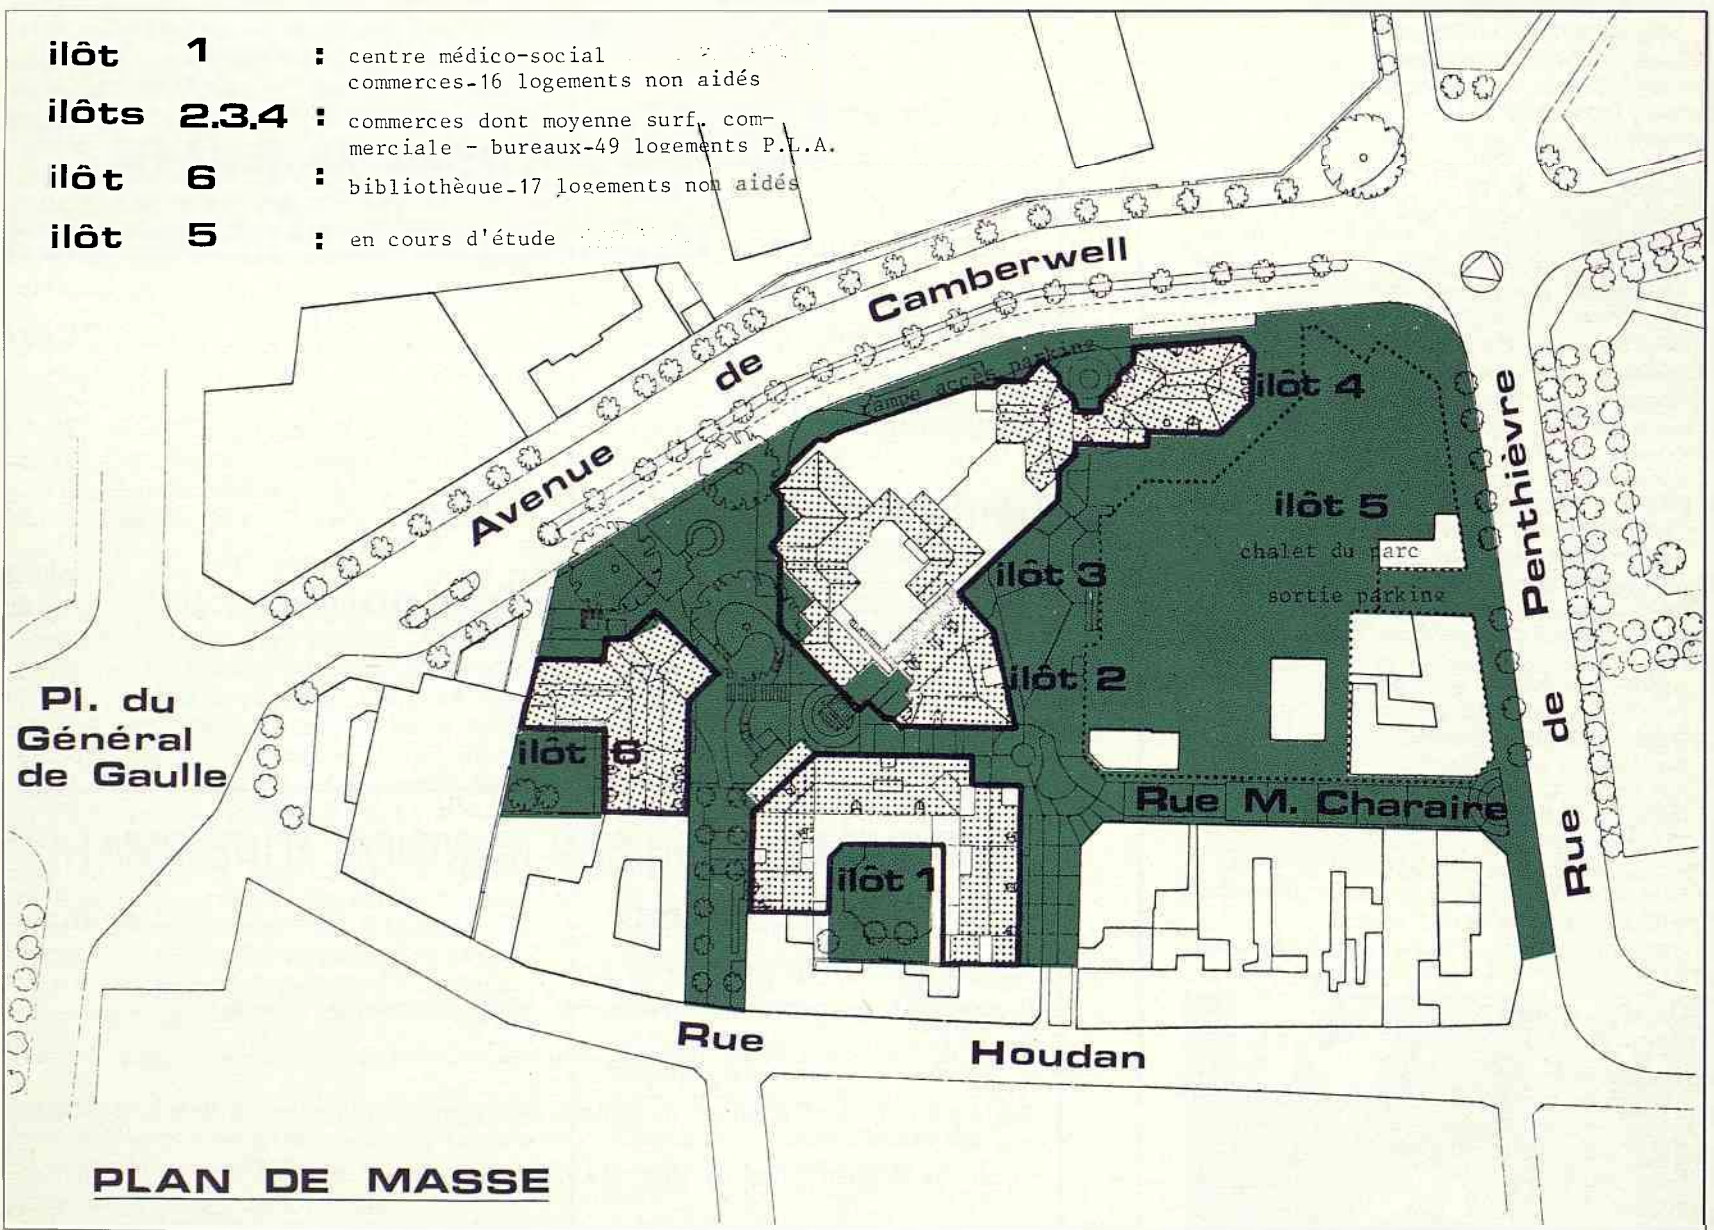 ilôt 1 : centre médico-social
commerces-16 logements non aidés
ilôts 2.3.4 : commerces dont moyenne surf. com-
merciale - bureaux-49 logements P.L.A.
ilôt 6 : bibliothèque-17 logements non aidés
ilôt 5 : en cours d'étude
Avenue de Camberwell
rampe accès parking
ilôt 4
ilôt 5
chalet du parc
sortie parking
ilôt 3
ilôt 2
Rue de Penthièvre
Pl. du
Général
de Gaulle
ilôt 6
Rue M. Charaire
ilôt 1
Rue Houdan
PLAN DE MASSE